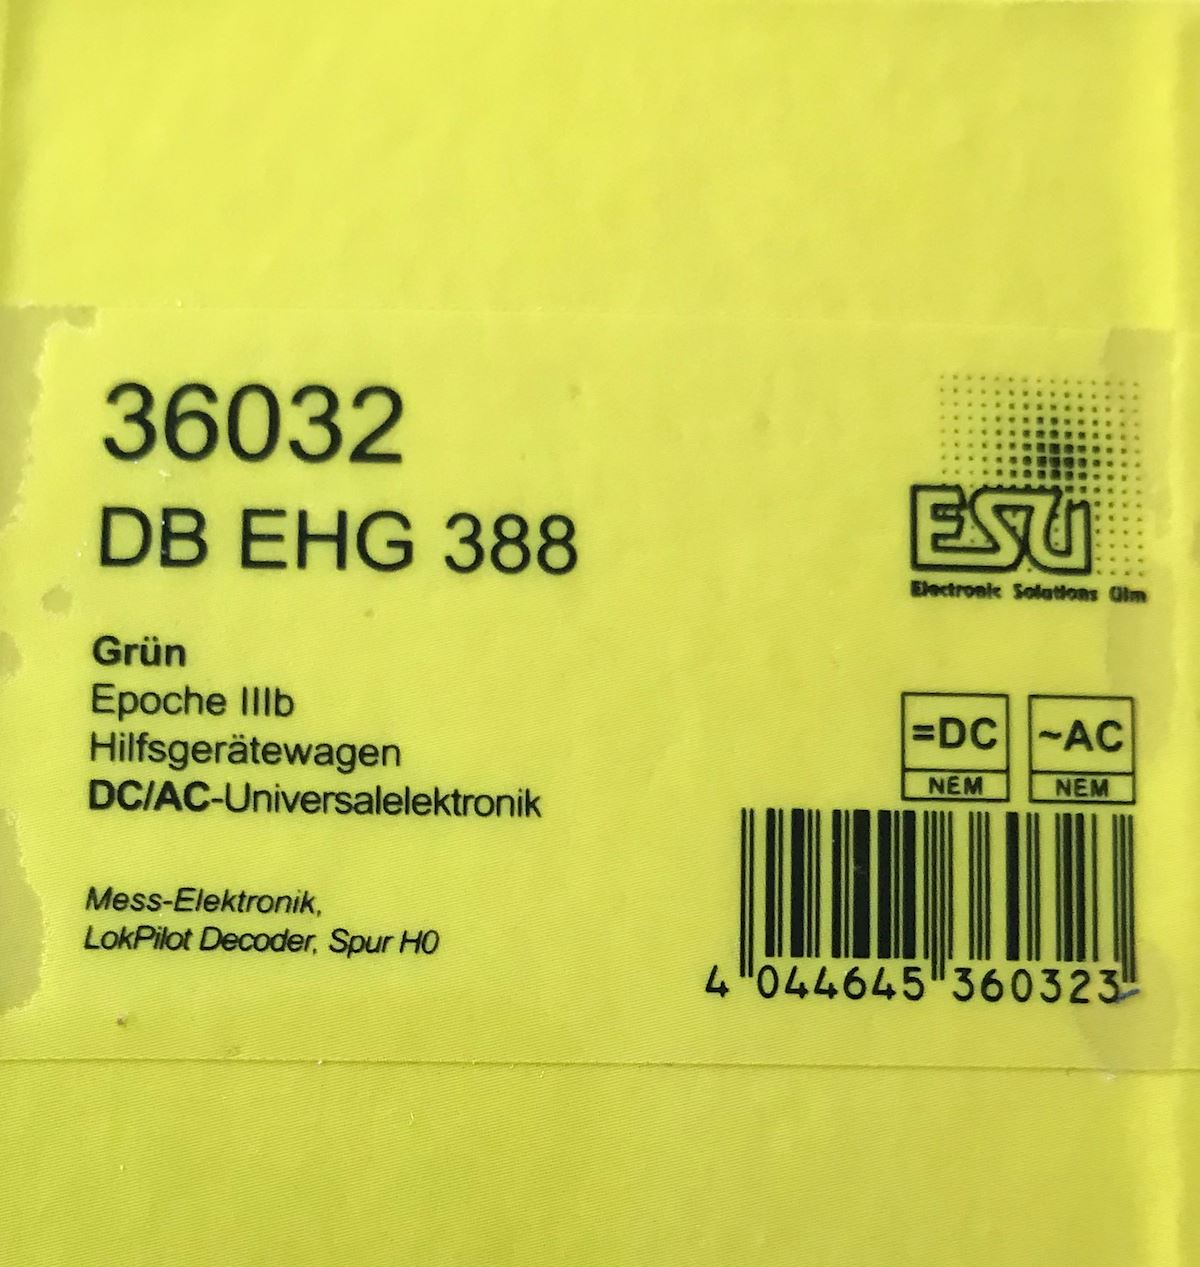 36032
DB EHG 388
ESU
Electronic Solutions Ulm
Grün
Epoche IIIb
Hilfsgerätewagen
DC/AC-Universalelektronik
=DC
NEM
~AC
NEM
Mess-Elektronik,
LokPilot Decoder, Spur H0
4 044645 360323